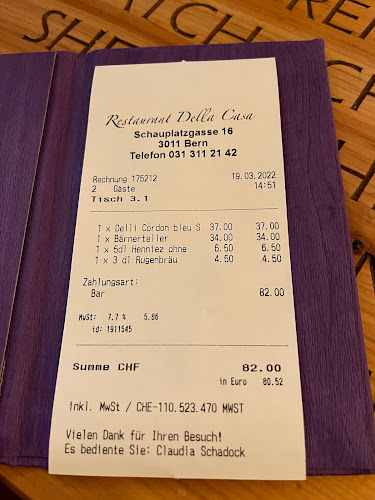 Restaurant Della Casa
Schauplatzgasse 16
3011 Bern
Telefon 031 311 21 42
Rechnung 175212 19.03.2022
2 Gäste 14:51
Tisch 3.1
1 x Delli Cordon bleu S 37.00 37.00
1 x Bärnerteller 34.00 34.00
1 x 5dl Henniez ohne 6.50 6.50
1 x 3 dl Rugenbräu 4.50 4.50
Zahlungsart:
Bar 82.00
MwSt: 7.7 % 5.86
id: 1911545
Summe CHF 82.00
in Euro 80.52
inkl. MwSt / CHE-110.523.470 MWST
Vielen Dank für Ihren Besuch!
Es bediente Sie: Claudia Schadock